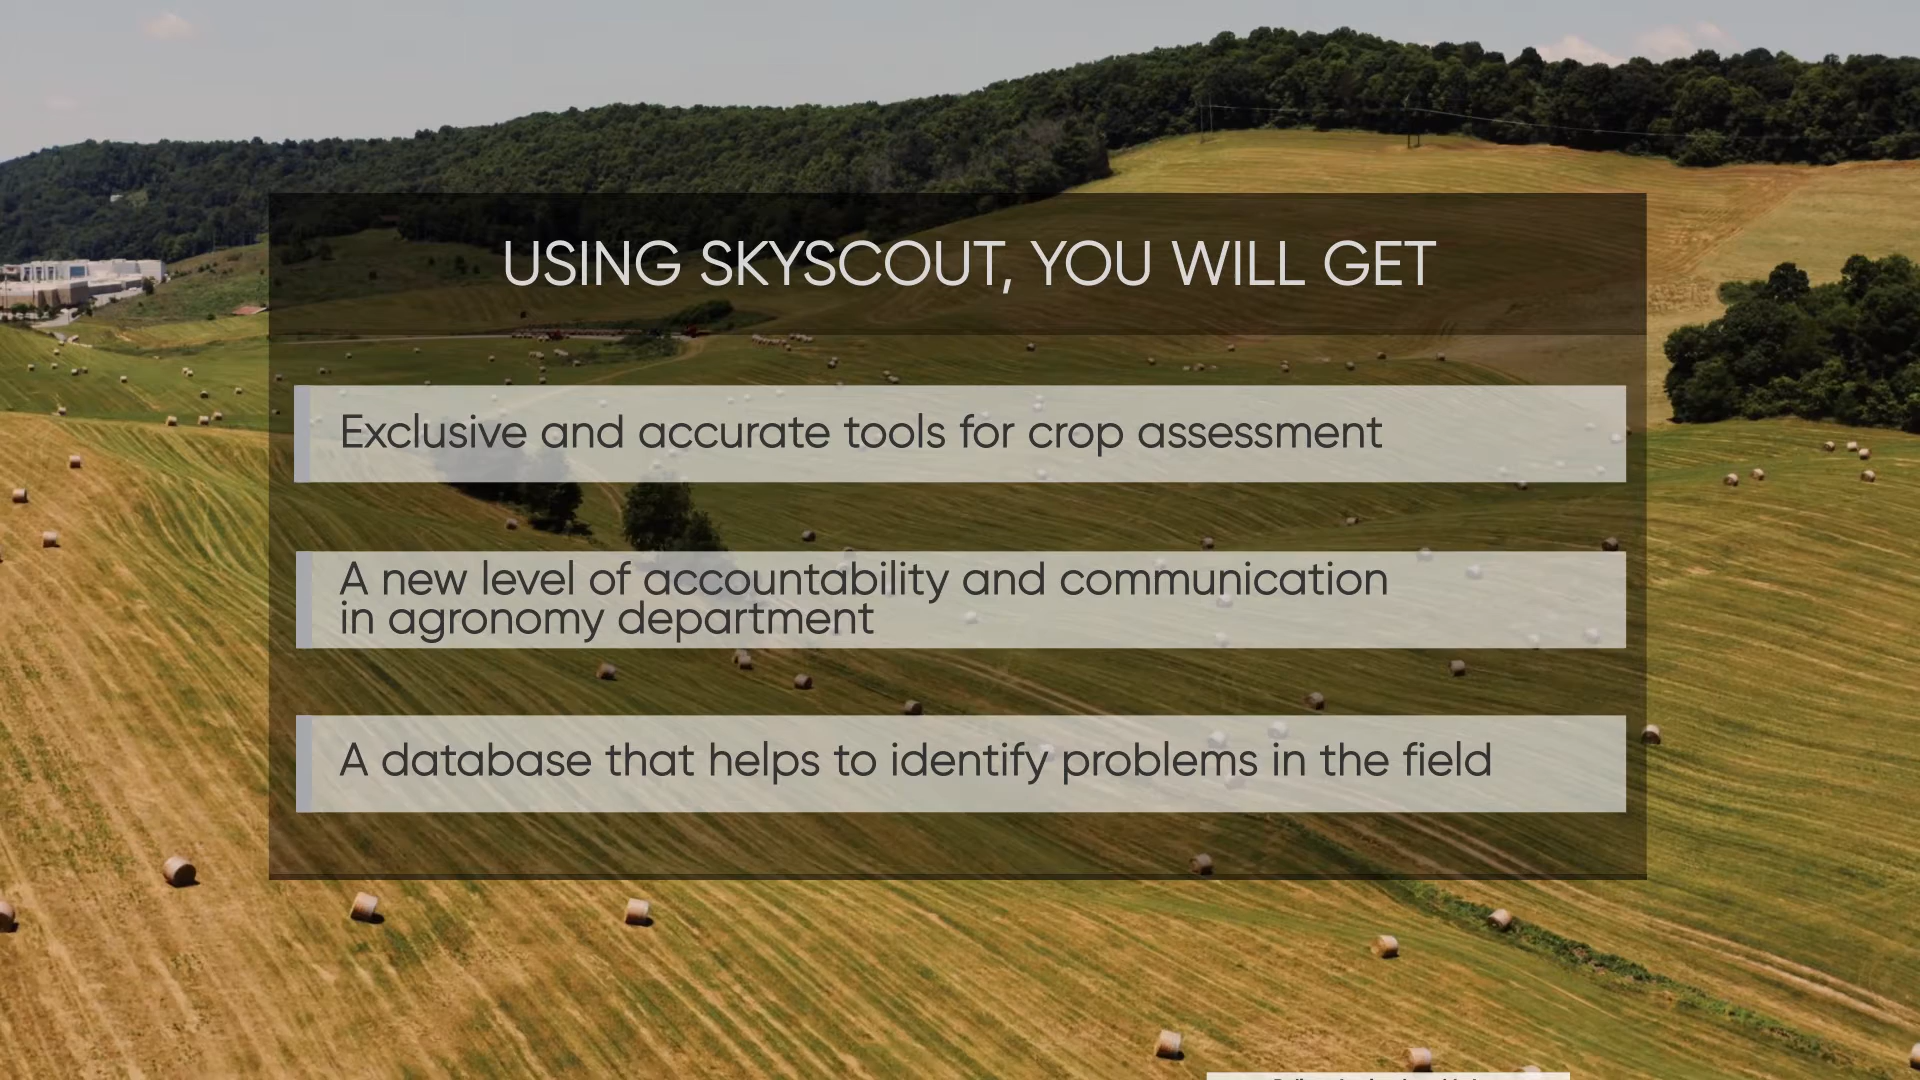 USING SKYSCOUT, YOU WILL GET
Exclusive and accurate tools for crop assessment
A new level of accountability and communication
in agronomy department
A database that helps to identify problems in the field